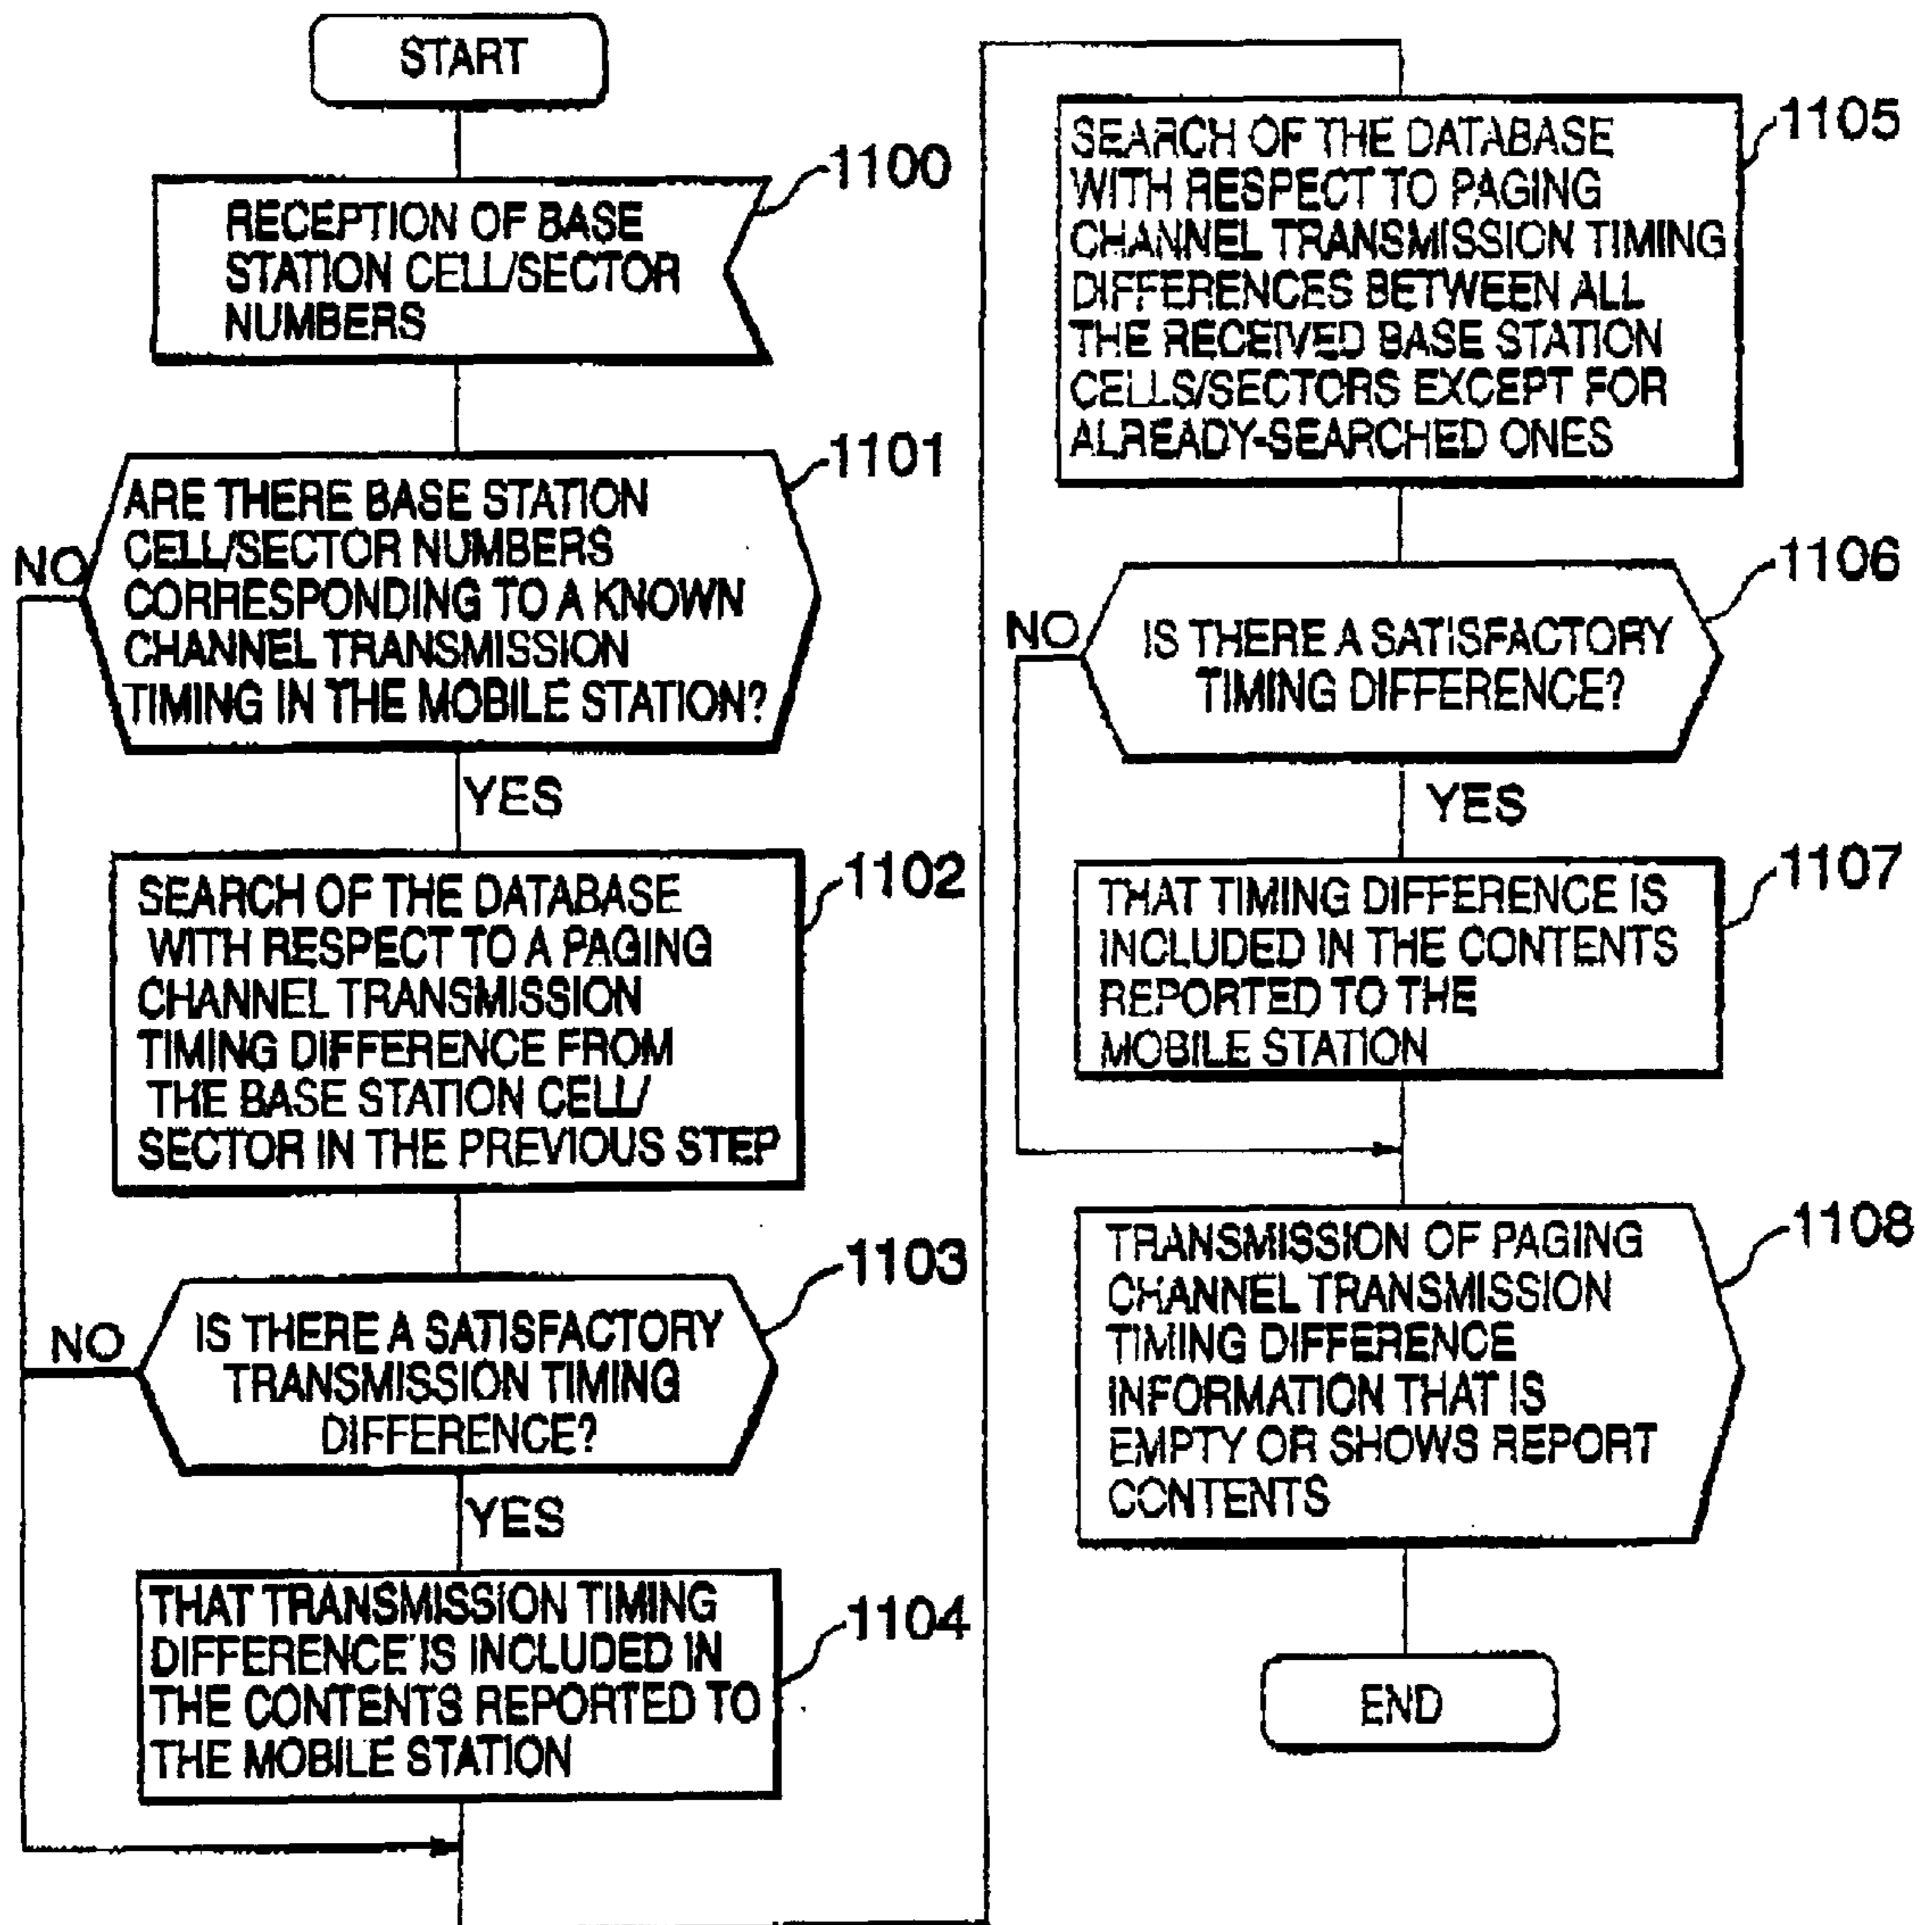 START
1100
RECEPTION OF BASE
STATION CELL/SECTOR
NUMBERS
1101
ARE THERE BASE STATION
CELL/SECTOR NUMBERS
CORRESPONDING TO A KNOWN
CHANNEL TRANSMISSION
TIMING IN THE MOBILE STATION?
NO
YES
1102
SEARCH OF THE DATABASE
WITH RESPECT TO A PAGING
CHANNEL TRANSMISSION
TIMING DIFFERENCE FROM
THE BASE STATION CELL/
SECTOR IN THE PREVIOUS STEP
1103
IS THERE A SATISFACTORY
TRANSMISSION TIMING
DIFFERENCE?
NO
YES
1104
THAT TRANSMISSION TIMING
DIFFERENCE IS INCLUDED IN
THE CONTENTS REPORTED TO
THE MOBILE STATION
1105
SEARCH OF THE DATABASE
WITH RESPECT TO PAGING
CHANNEL TRANSMISSION TIMING
DIFFERENCES BETWEEN ALL
THE RECEIVED BASE STATION
CELLS/SECTORS EXCEPT FOR
ALREADY-SEARCHED ONES
1106
IS THERE A SATISFACTORY
TIMING DIFFERENCE?
NO
YES
1107
THAT TIMING DIFFERENCE IS
INCLUDED IN THE CONTENTS
REPORTED TO THE
MOBILE STATION
1108
TRANSMISSION OF PAGING
CHANNEL TRANSMISSION
TIMING DIFFERENCE
INFORMATION THAT IS
EMPTY OR SHOWS REPORT
CONTENTS
END